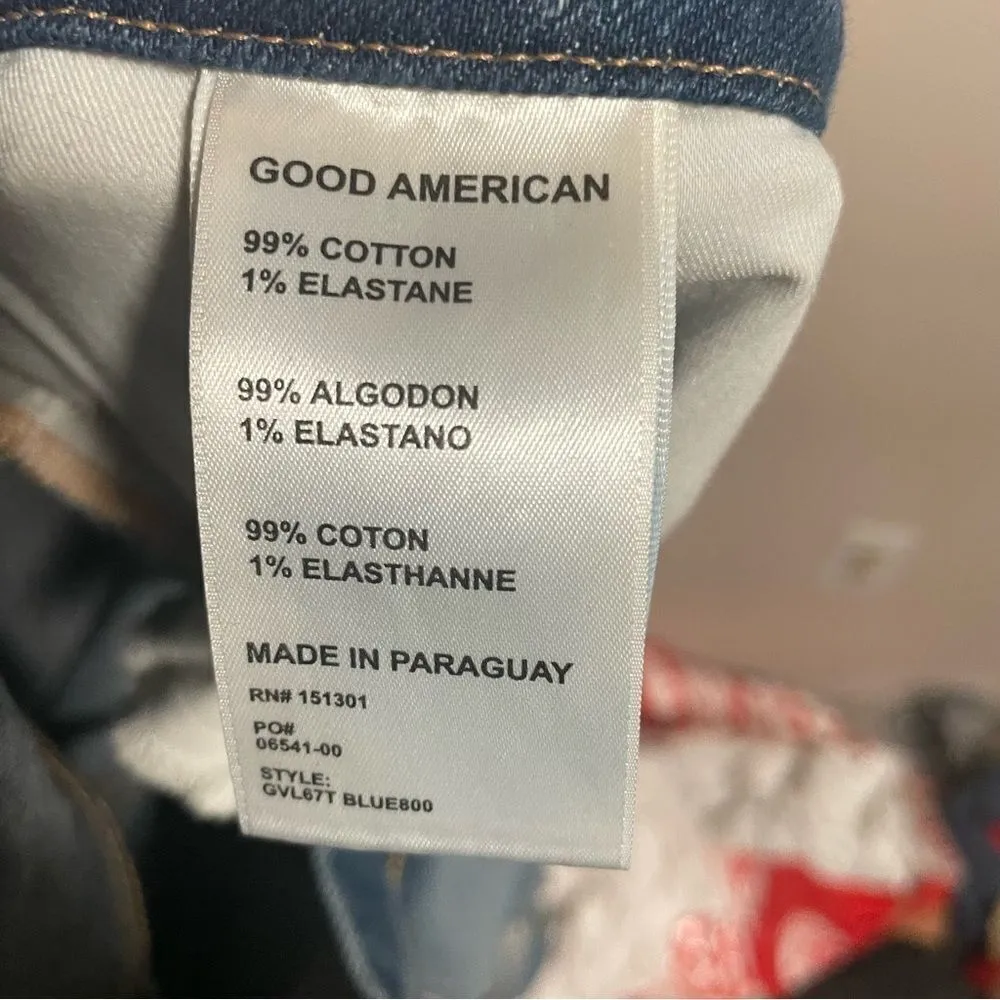 GOOD AMERICAN
99% COTTON
1% ELASTANE
99% ALGODON
1% ELASTANO
99% COTON
1% ELASTHANNE
MADE IN PARAGUAY
RN# 151301
PO#
06541-00
STYLE:
GVL67T BLUE800